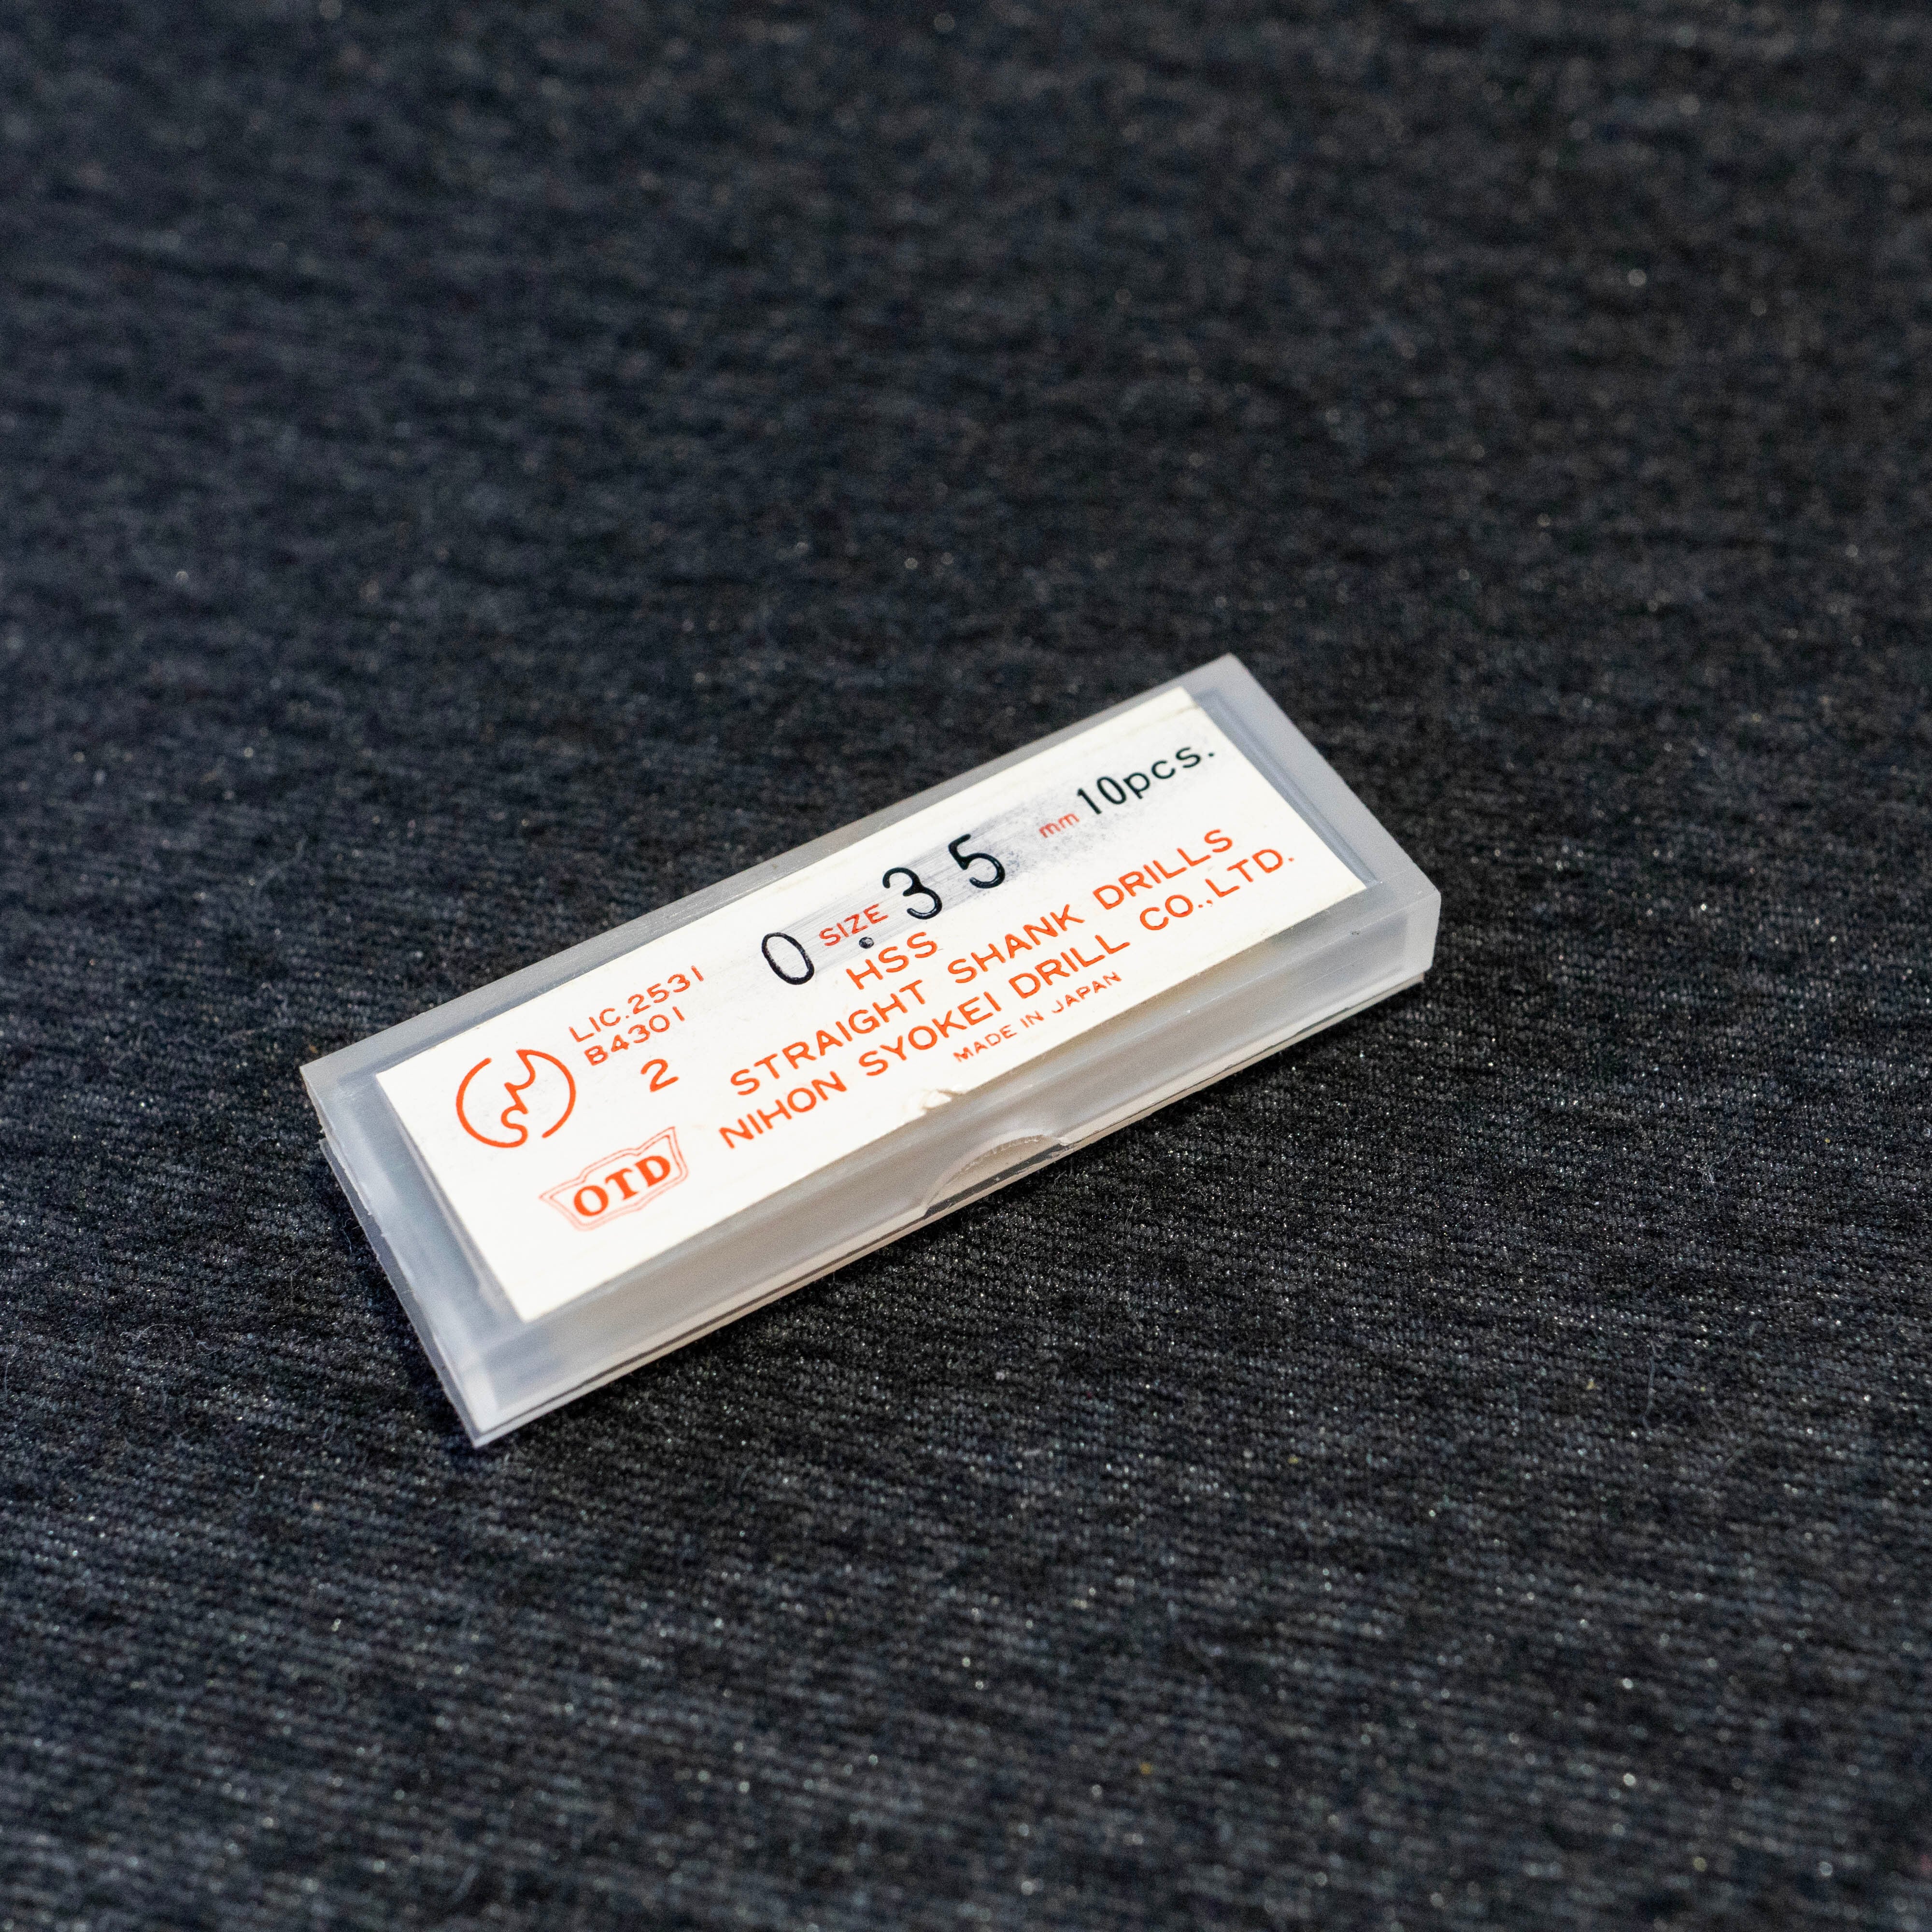 LIC.2531
B4301
2
OTD
SIZE 0.35 mm 10pcs.
HSS
STRAIGHT SHANK DRILLS
NIHON SYOKEI DRILL CO.,LTD.
MADE IN JAPAN